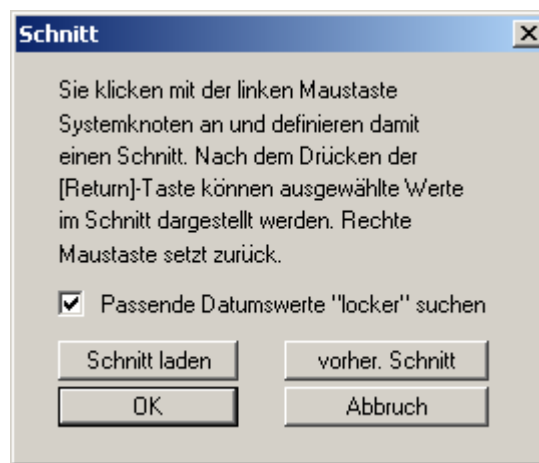 Schnitt
Sie klicken mit der linken Maustaste
Systemknoten an und definieren damit
einen Schnitt. Nach dem Drücken der
[Return]-Taste können ausgewählte Werte
im Schnitt dargestellt werden. Rechte
Maustaste setzt zurück.
Passende Datumswerte "locker" suchen
Schnitt laden
vorher. Schnitt
OK
Abbruch